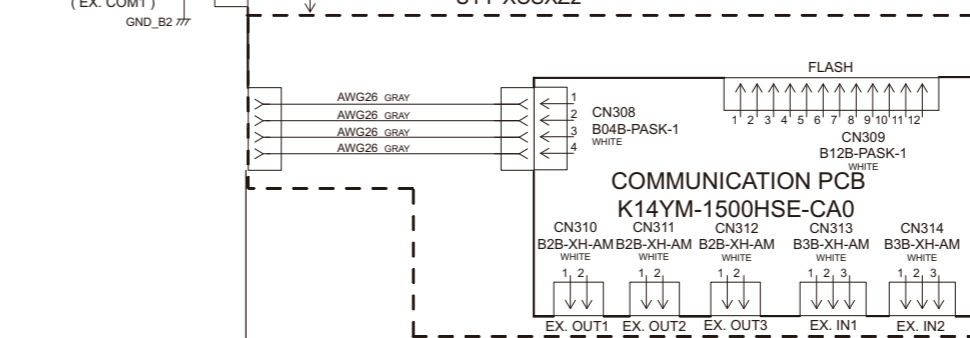 ( EX. COM1 )
GND_B2
FLASH
AWG26 GRAY
AWG26 GRAY
AWG26 GRAY
AWG26 GRAY
1
2
3
4
CN308
B04B-PASK-1
WHITE
1 2 3 4 5 6 7 8 9 10 11 12
CN309
B12B-PASK-1
WHITE
COMMUNICATION PCB
K14YM-1500HSE-CA0
CN310 CN311 CN312 CN313 CN314
B2B-XH-AM B2B-XH-AM B2B-XH-AM B3B-XH-AM B3B-XH-AM
WHITE WHITE WHITE WHITE WHITE
1 2 1 2 1 2 1 2 3 1 2 3
EX. OUT1 EX. OUT2 EX. OUT3 EX. IN1 EX. IN2